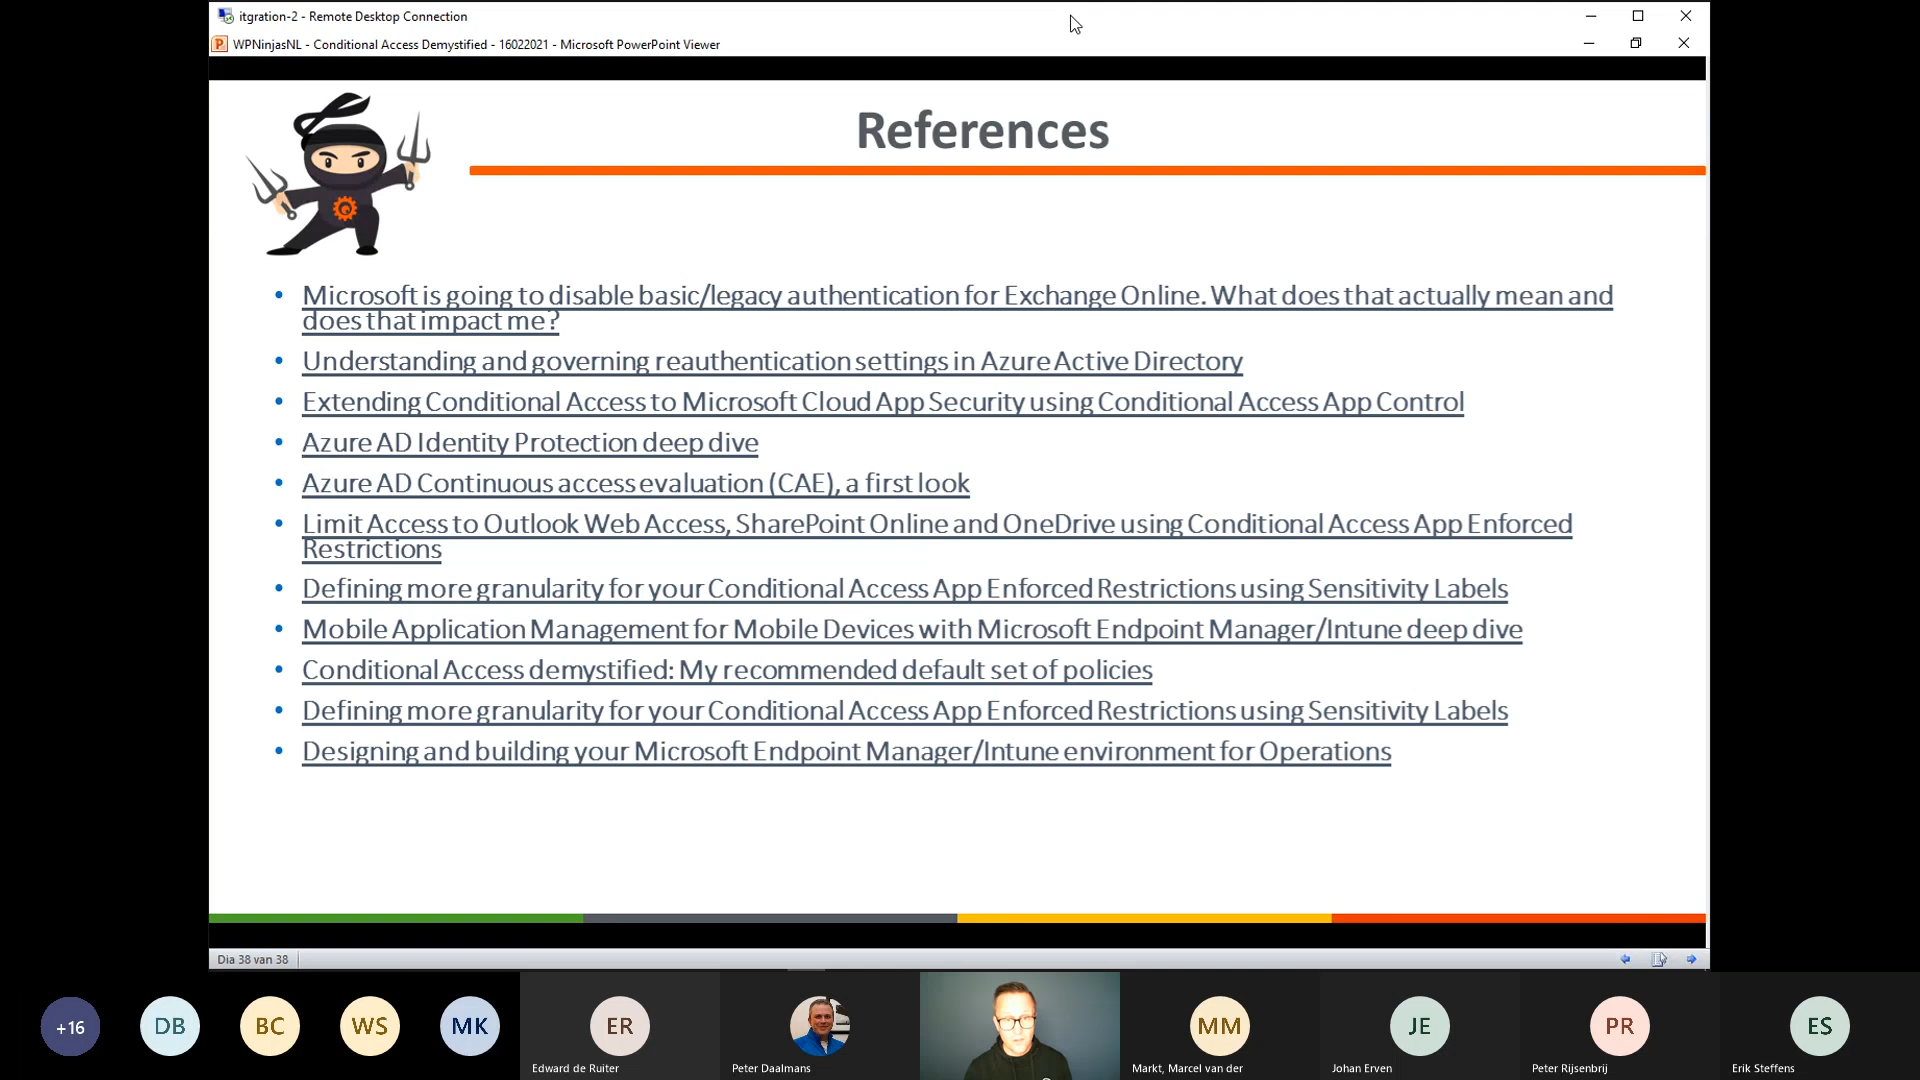 itgration-2 - Remote Desktop Connection
WPNinjasNL - Conditional Access Demystified - 16022021 - Microsoft PowerPoint Viewer
References
• Microsoft is going to disable basic/legacy authentication for Exchange Online. What does that actually mean and
does that impact me?
• Understanding and governing reauthentication settings in Azure Active Directory
• Extending Conditional Access to Microsoft Cloud App Security using Conditional Access App Control
• Azure AD Identity Protection deep dive
• Azure AD Continuous access evaluation (CAE), a first look
• Limit Access to Outlook Web Access, SharePoint Online and OneDrive using Conditional Access App Enforced
Restrictions
• Defining more granularity for your Conditional Access App Enforced Restrictions using Sensitivity Labels
• Mobile Application Management for Mobile Devices with Microsoft Endpoint Manager/Intune deep dive
• Conditional Access demystified: My recommended default set of policies
• Defining more granularity for your Conditional Access App Enforced Restrictions using Sensitivity Labels
• Designing and building your Microsoft Endpoint Manager/Intune environment for Operations
Dia 38 van 38
+16 DB BC WS MK ER MM JE PR ES
Edward de Ruiter Peter Daalmans Markt, Marcel van der Johan Erven Peter Rijsenbrij Erik Steffens